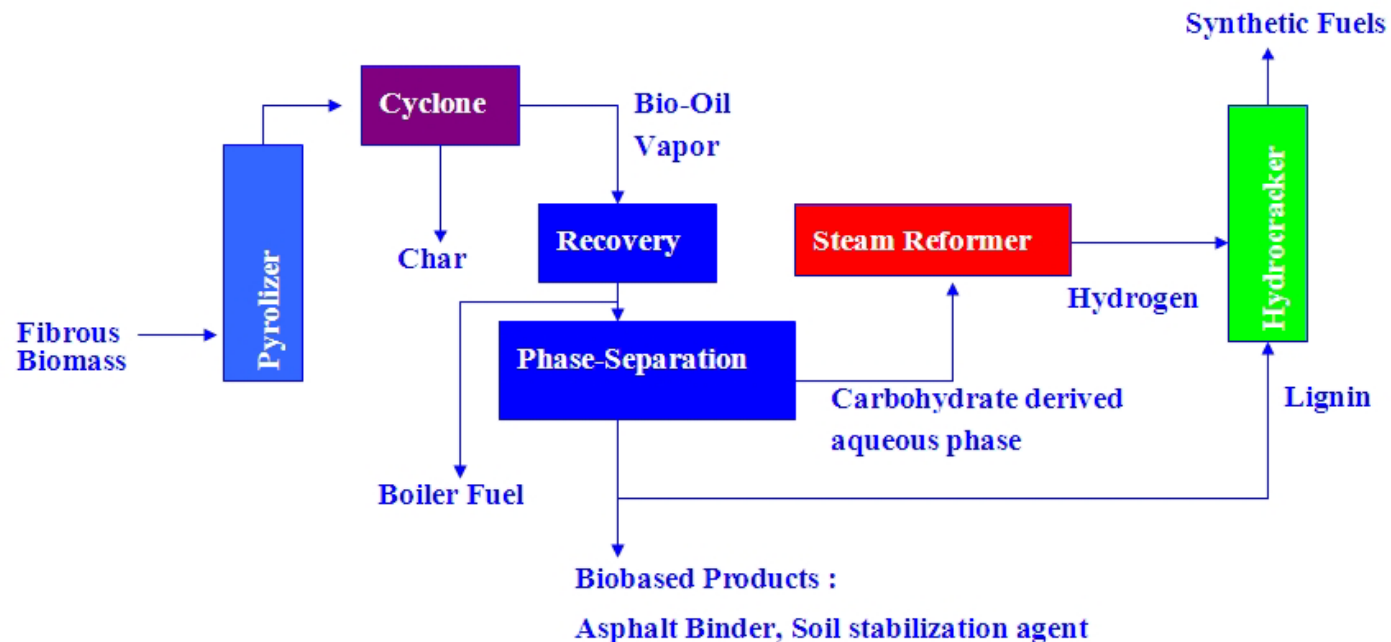 Synthetic Fuels
Cyclone
Bio-Oil
Vapor
Pyrolizer
Hydrocracker
Recovery
Steam Reformer
Char
Hydrogen
Fibrous
Biomass
Phase-Separation
Carbohydrate derived
aqueous phase
Lignin
Boiler Fuel
Biobased Products :
Asphalt Binder, Soil stabilization agent